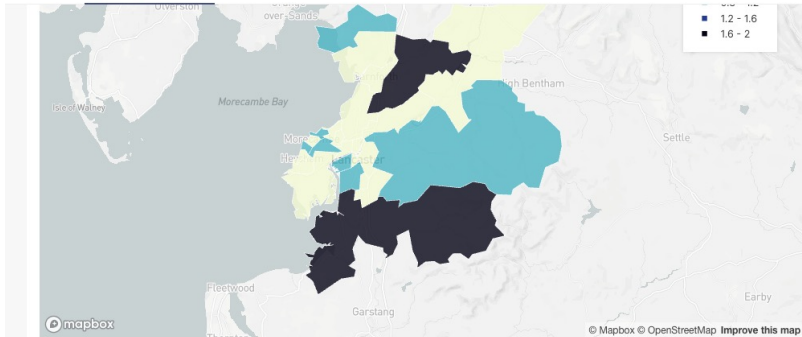 Ulverston
over-Sands
1.2 - 1.6
1.6 - 2
High Bentham
Morecambe Bay
Isle of Walney
Settle
Lancaster
Fleetwood
Garstang
Earby
mapbox
© Mapbox © OpenStreetMap Improve this map